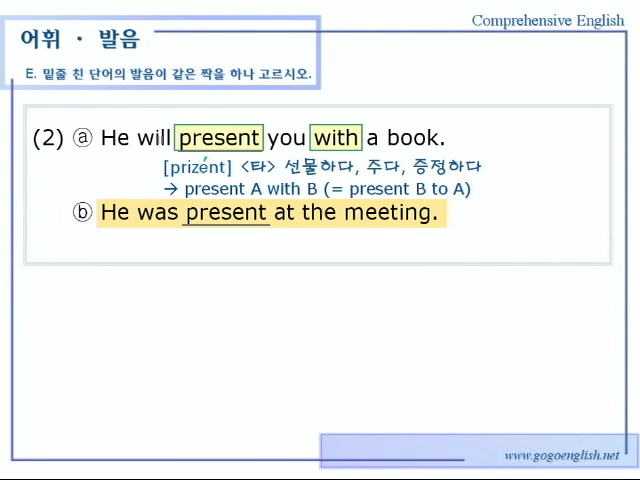 Comprehensive English
어휘 · 발음
E. 밑줄 친 단어의 발음이 같은 짝을 하나 고르시오.
(2) ⓐ He will present you with a book.
[prizént] <타> 선물하다, 주다, 증정하다
→ present A with B (= present B to A)
ⓑ He was present at the meeting.
www.gogoenglish.net